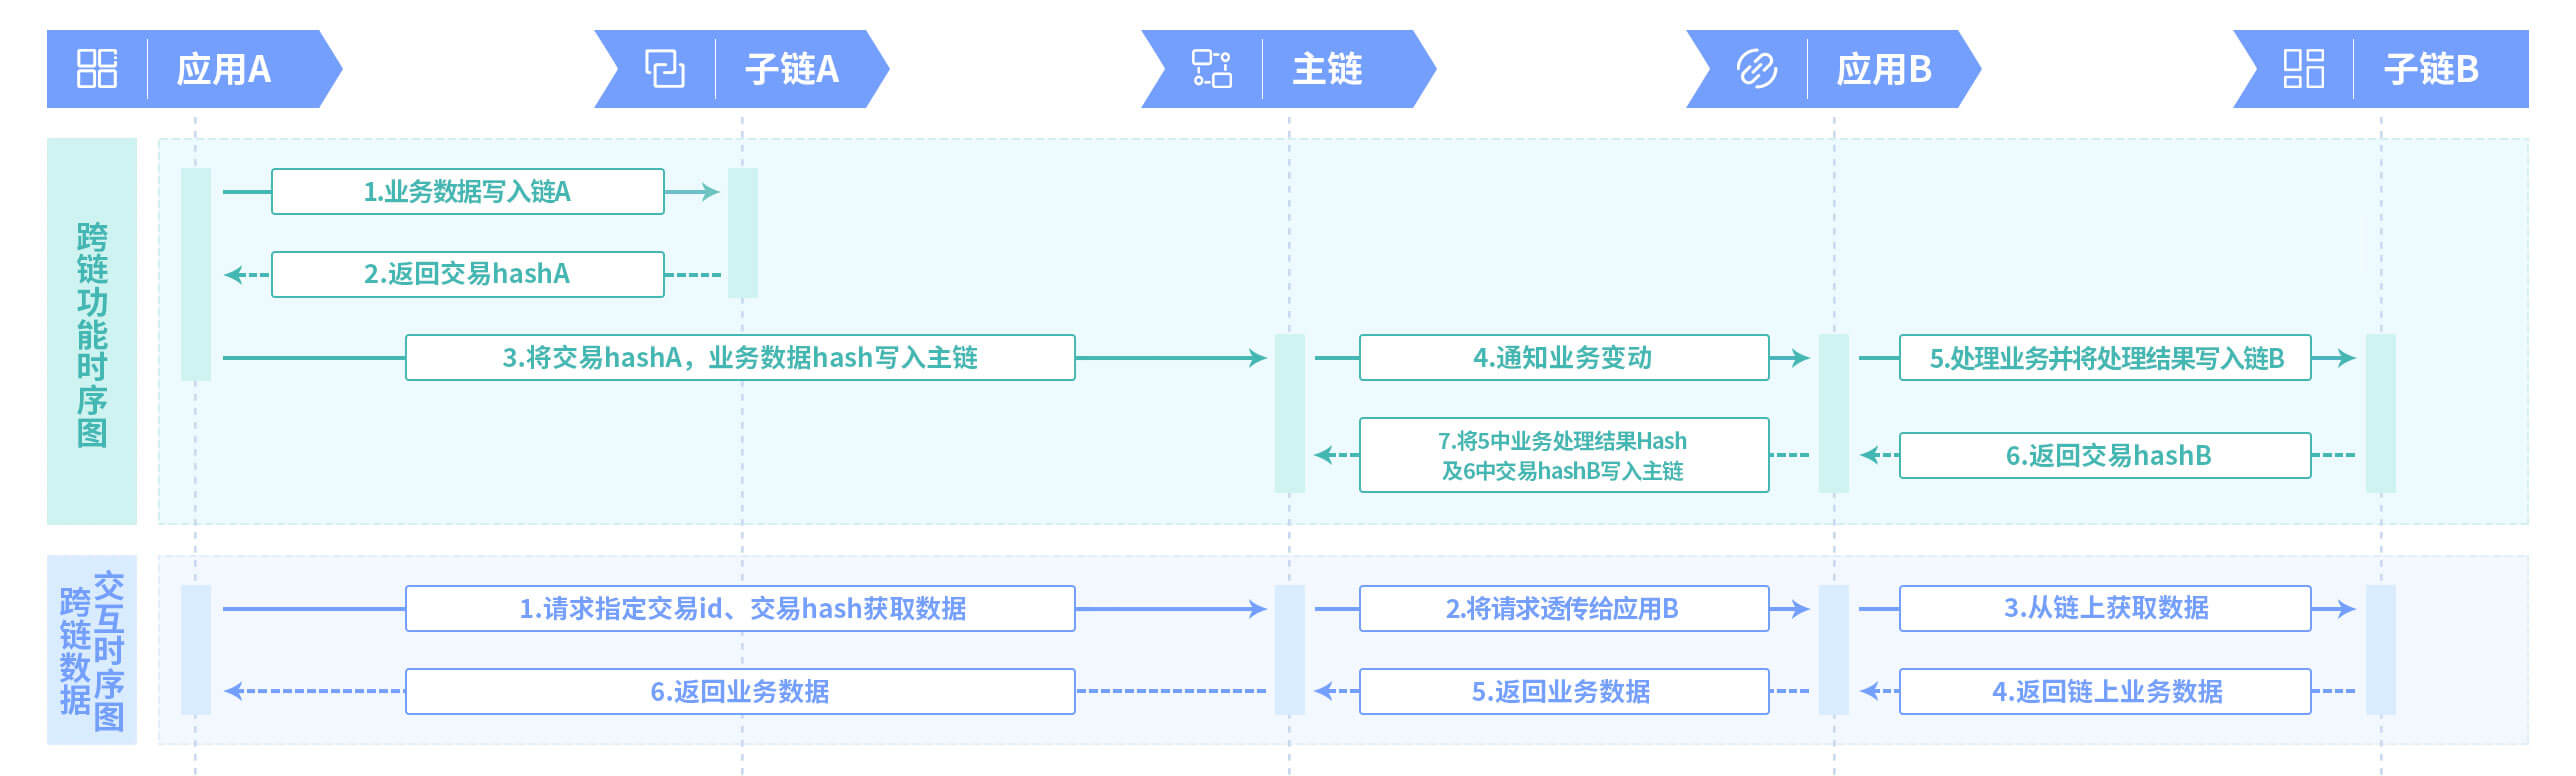 应用A
子链A
主链
应用B
子链B
跨链功能时序图
1.业务数据写入链A
2.返回交易hashA
3.将交易hashA，业务数据hash写入主链
4.通知业务变动
5.处理业务并将处理结果写入链B
7.将5中业务处理结果Hash
及6中交易hashB写入主链
6.返回交易hashB
跨链数据
交互时序图
1.请求指定交易id、交易hash获取数据
2.将请求透传给应用B
3.从链上获取数据
6.返回业务数据
5.返回业务数据
4.返回链上业务数据